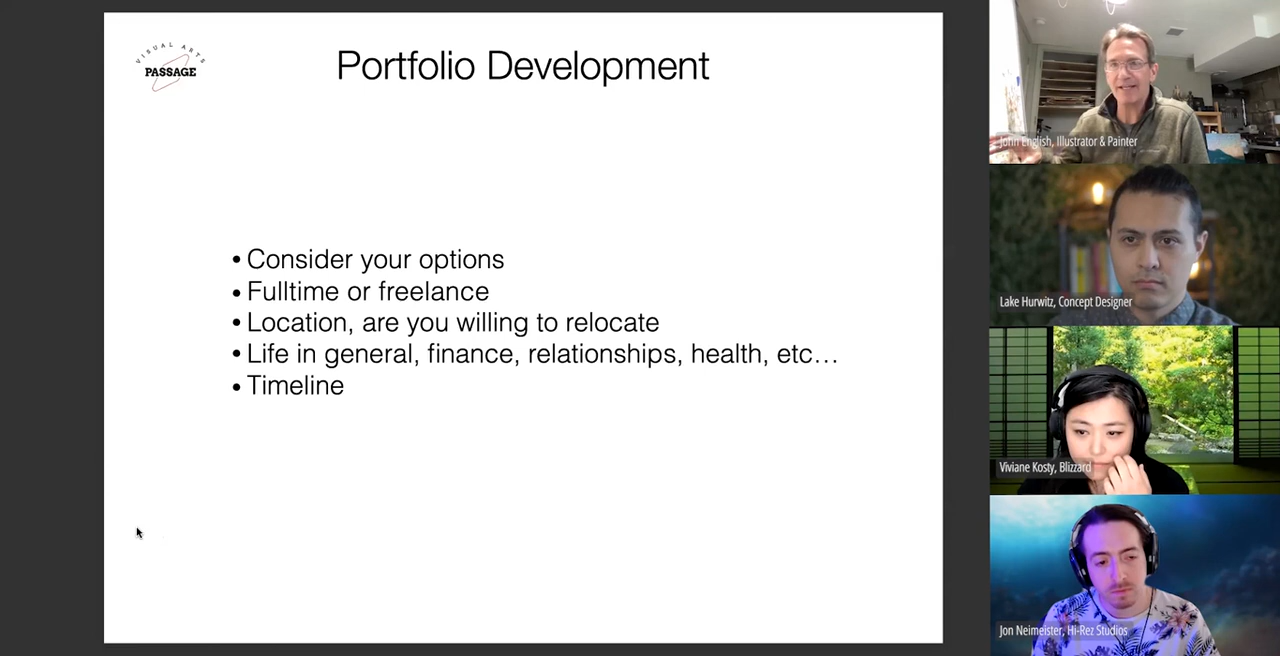 VISUAL ARTS
PASSAGE
Portfolio Development
• Consider your options
• Fulltime or freelance
• Location, are you willing to relocate
• Life in general, finance, relationships, health, etc…
• Timeline
John English, Illustrator & Painter
Lake Hurwitz, Concept Designer
Viviane Kosty, Blizzard
Jon Neimeister, Hi-Rez Studios